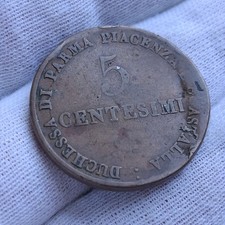 DUCHESSA DI PARMA PIACENZA
5
CENTESIMI